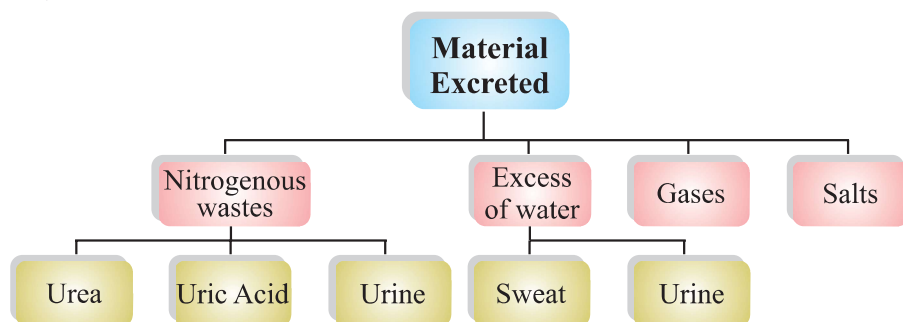 Material
Excreted
Nitrogenous
wastes
Excess
of water
Gases
Salts
Urea
Uric Acid
Urine
Sweat
Urine